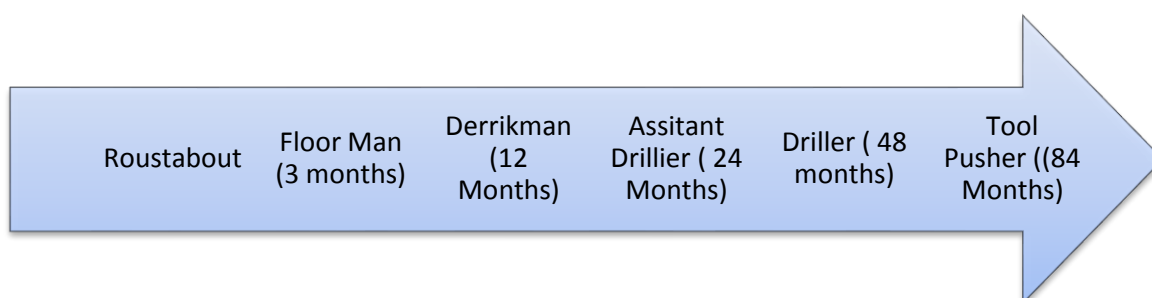 Roustabout
Floor Man
(3 months)
Derrikman
(12
Months)
Assitant
Drillier ( 24
Months)
Driller ( 48
months)
Tool
Pusher ((84
Months)